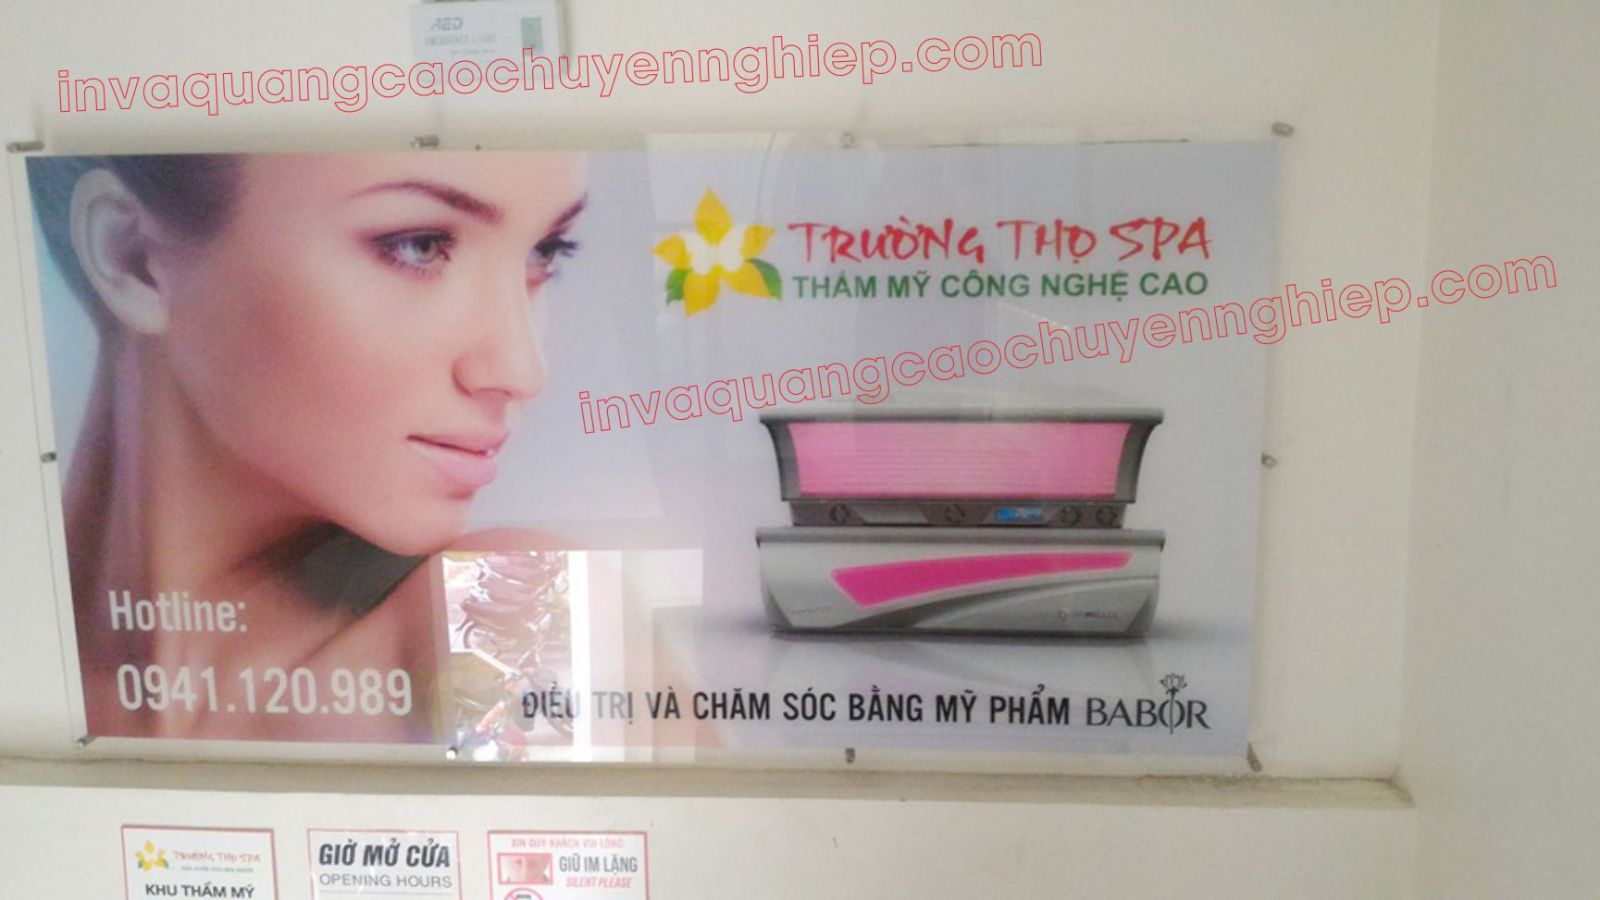 invaquangcaochuyennghiep.com
TRƯỜNG THỌ SPA
THẨM MỸ CÔNG NGHỆ CAO
invaquangcaochuyennghiep.com
Hotline:
0941.120.989
ĐIỀU TRỊ VÀ CHĂM SÓC BẰNG MỸ PHẨM BABOR
TRƯỜNG THỌ SPA
KHU THẨM MỸ
GIỜ MỞ CỬA
OPENING HOURS
XIN QUÝ KHÁCH VUI LÒNG:
GIỮ IM LẶNG
SILENT PLEASE